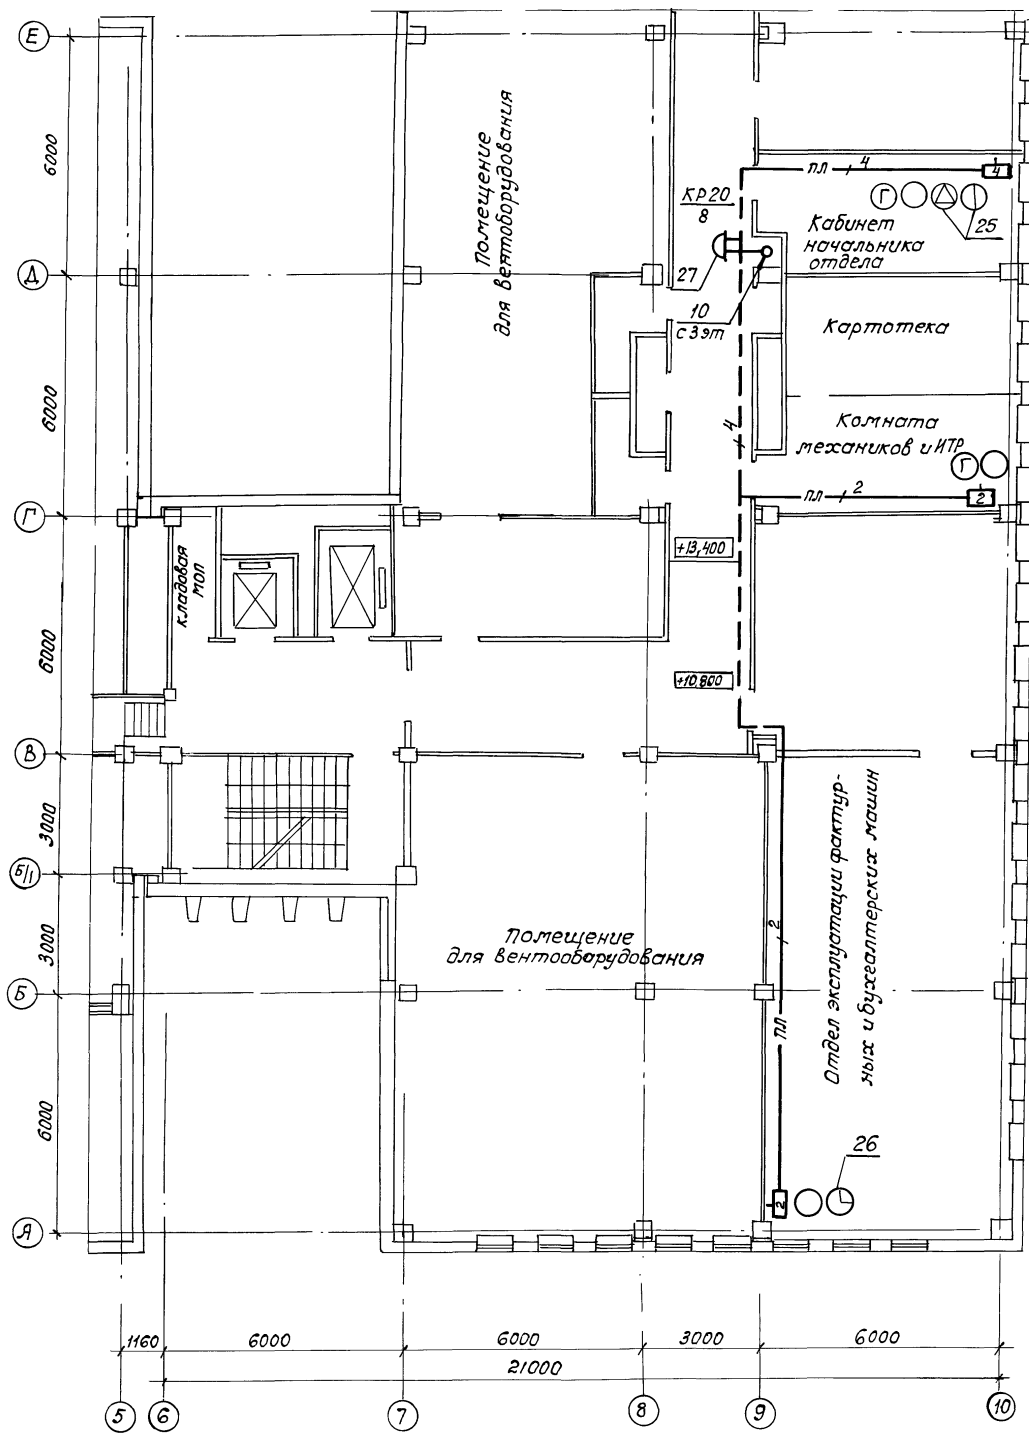 Е
6000
Помещение
для вентоборудования
пл 4
4
КР20
8
Г
25
Кабинет
начальника
отдела
Д
27
10
с 3 эт
Картотека
6000
4
Комната
механиков и ИТР
Г
пл 2
2
Г
+13,400
кладовая
МОП
6000
+10,800
В
3000
Отдел эксплуатации фактур-
ных и бухгалтерских машин
Б/1
2
Помещение
для вентооборудования
3000
Б
пл
6000
26
2
А
1160
6000
6000
3000
6000
21000
5
6
7
8
9
10